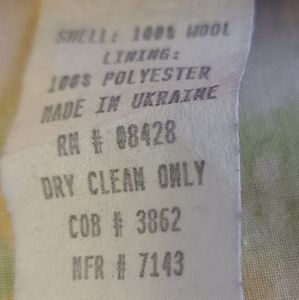 SHELL: 100% WOOL
LINING:
100% POLYESTER
MADE IN UKRAINE
RN # 08428
DRY CLEAN ONLY
COB # 3862
MFR # 7143